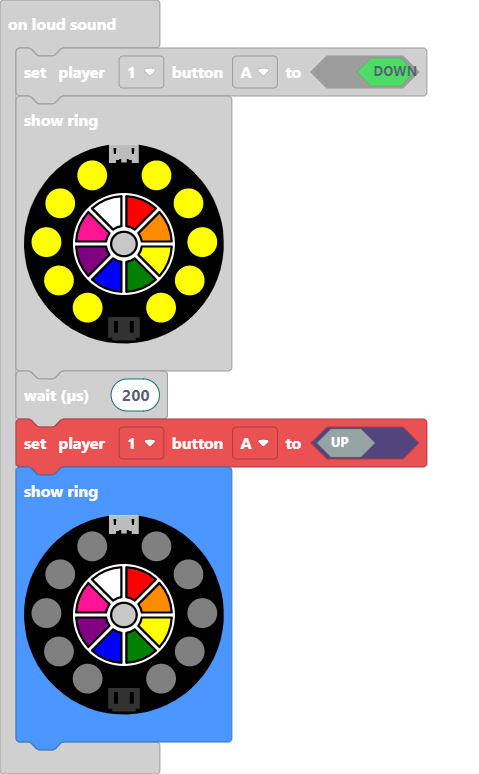 on loud sound
set player 1 button A to DOWN
show ring
wait (µs) 200
set player 1 button A to UP
show ring